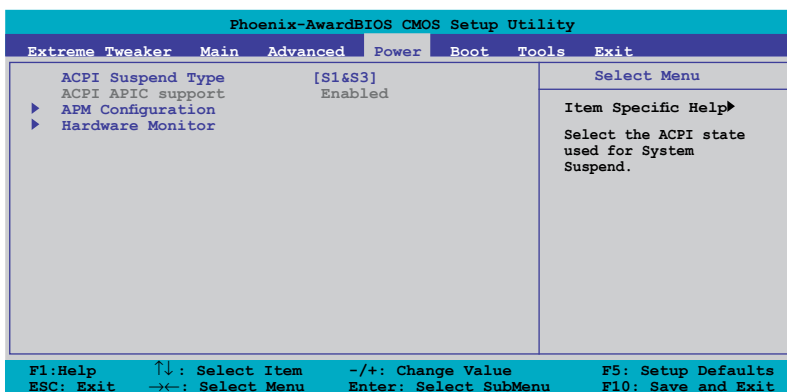 Phoenix-AwardBIOS CMOS Setup Utility
Extreme Tweaker Main Advanced Power Boot Tools Exit
ACPI Suspend Type [S1&S3]
ACPI APIC support Enabled
APM Configuration
Hardware Monitor
Select Menu
Item Specific Help
Select the ACPI state
used for System
Suspend.
F1:Help ↑↓: Select Item -/+: Change Value F5: Setup Defaults
ESC: Exit →←: Select Menu Enter: Select SubMenu F10: Save and Exit